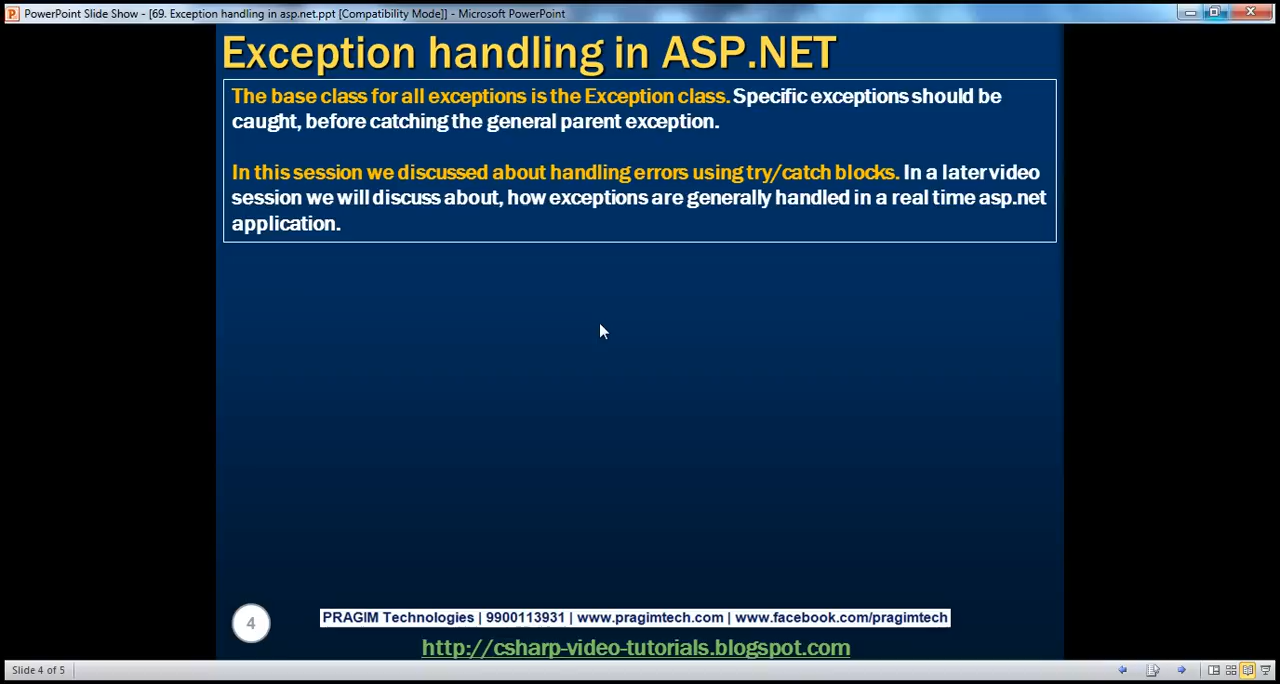 PowerPoint Slide Show - [69. Exception handling in asp.net.ppt [Compatibility Mode]] - Microsoft PowerPoint
Exception handling in ASP.NET
The base class for all exceptions is the Exception class. Specific exceptions should be
caught, before catching the general parent exception.
In this session we discussed about handling errors using try/catch blocks. In a later video
session we will discuss about, how exceptions are generally handled in a real time asp.net
application.
4
PRAGIM Technologies | 9900113931 | www.pragimtech.com | www.facebook.com/pragimtech
http://csharp-video-tutorials.blogspot.com
Slide 4 of 5